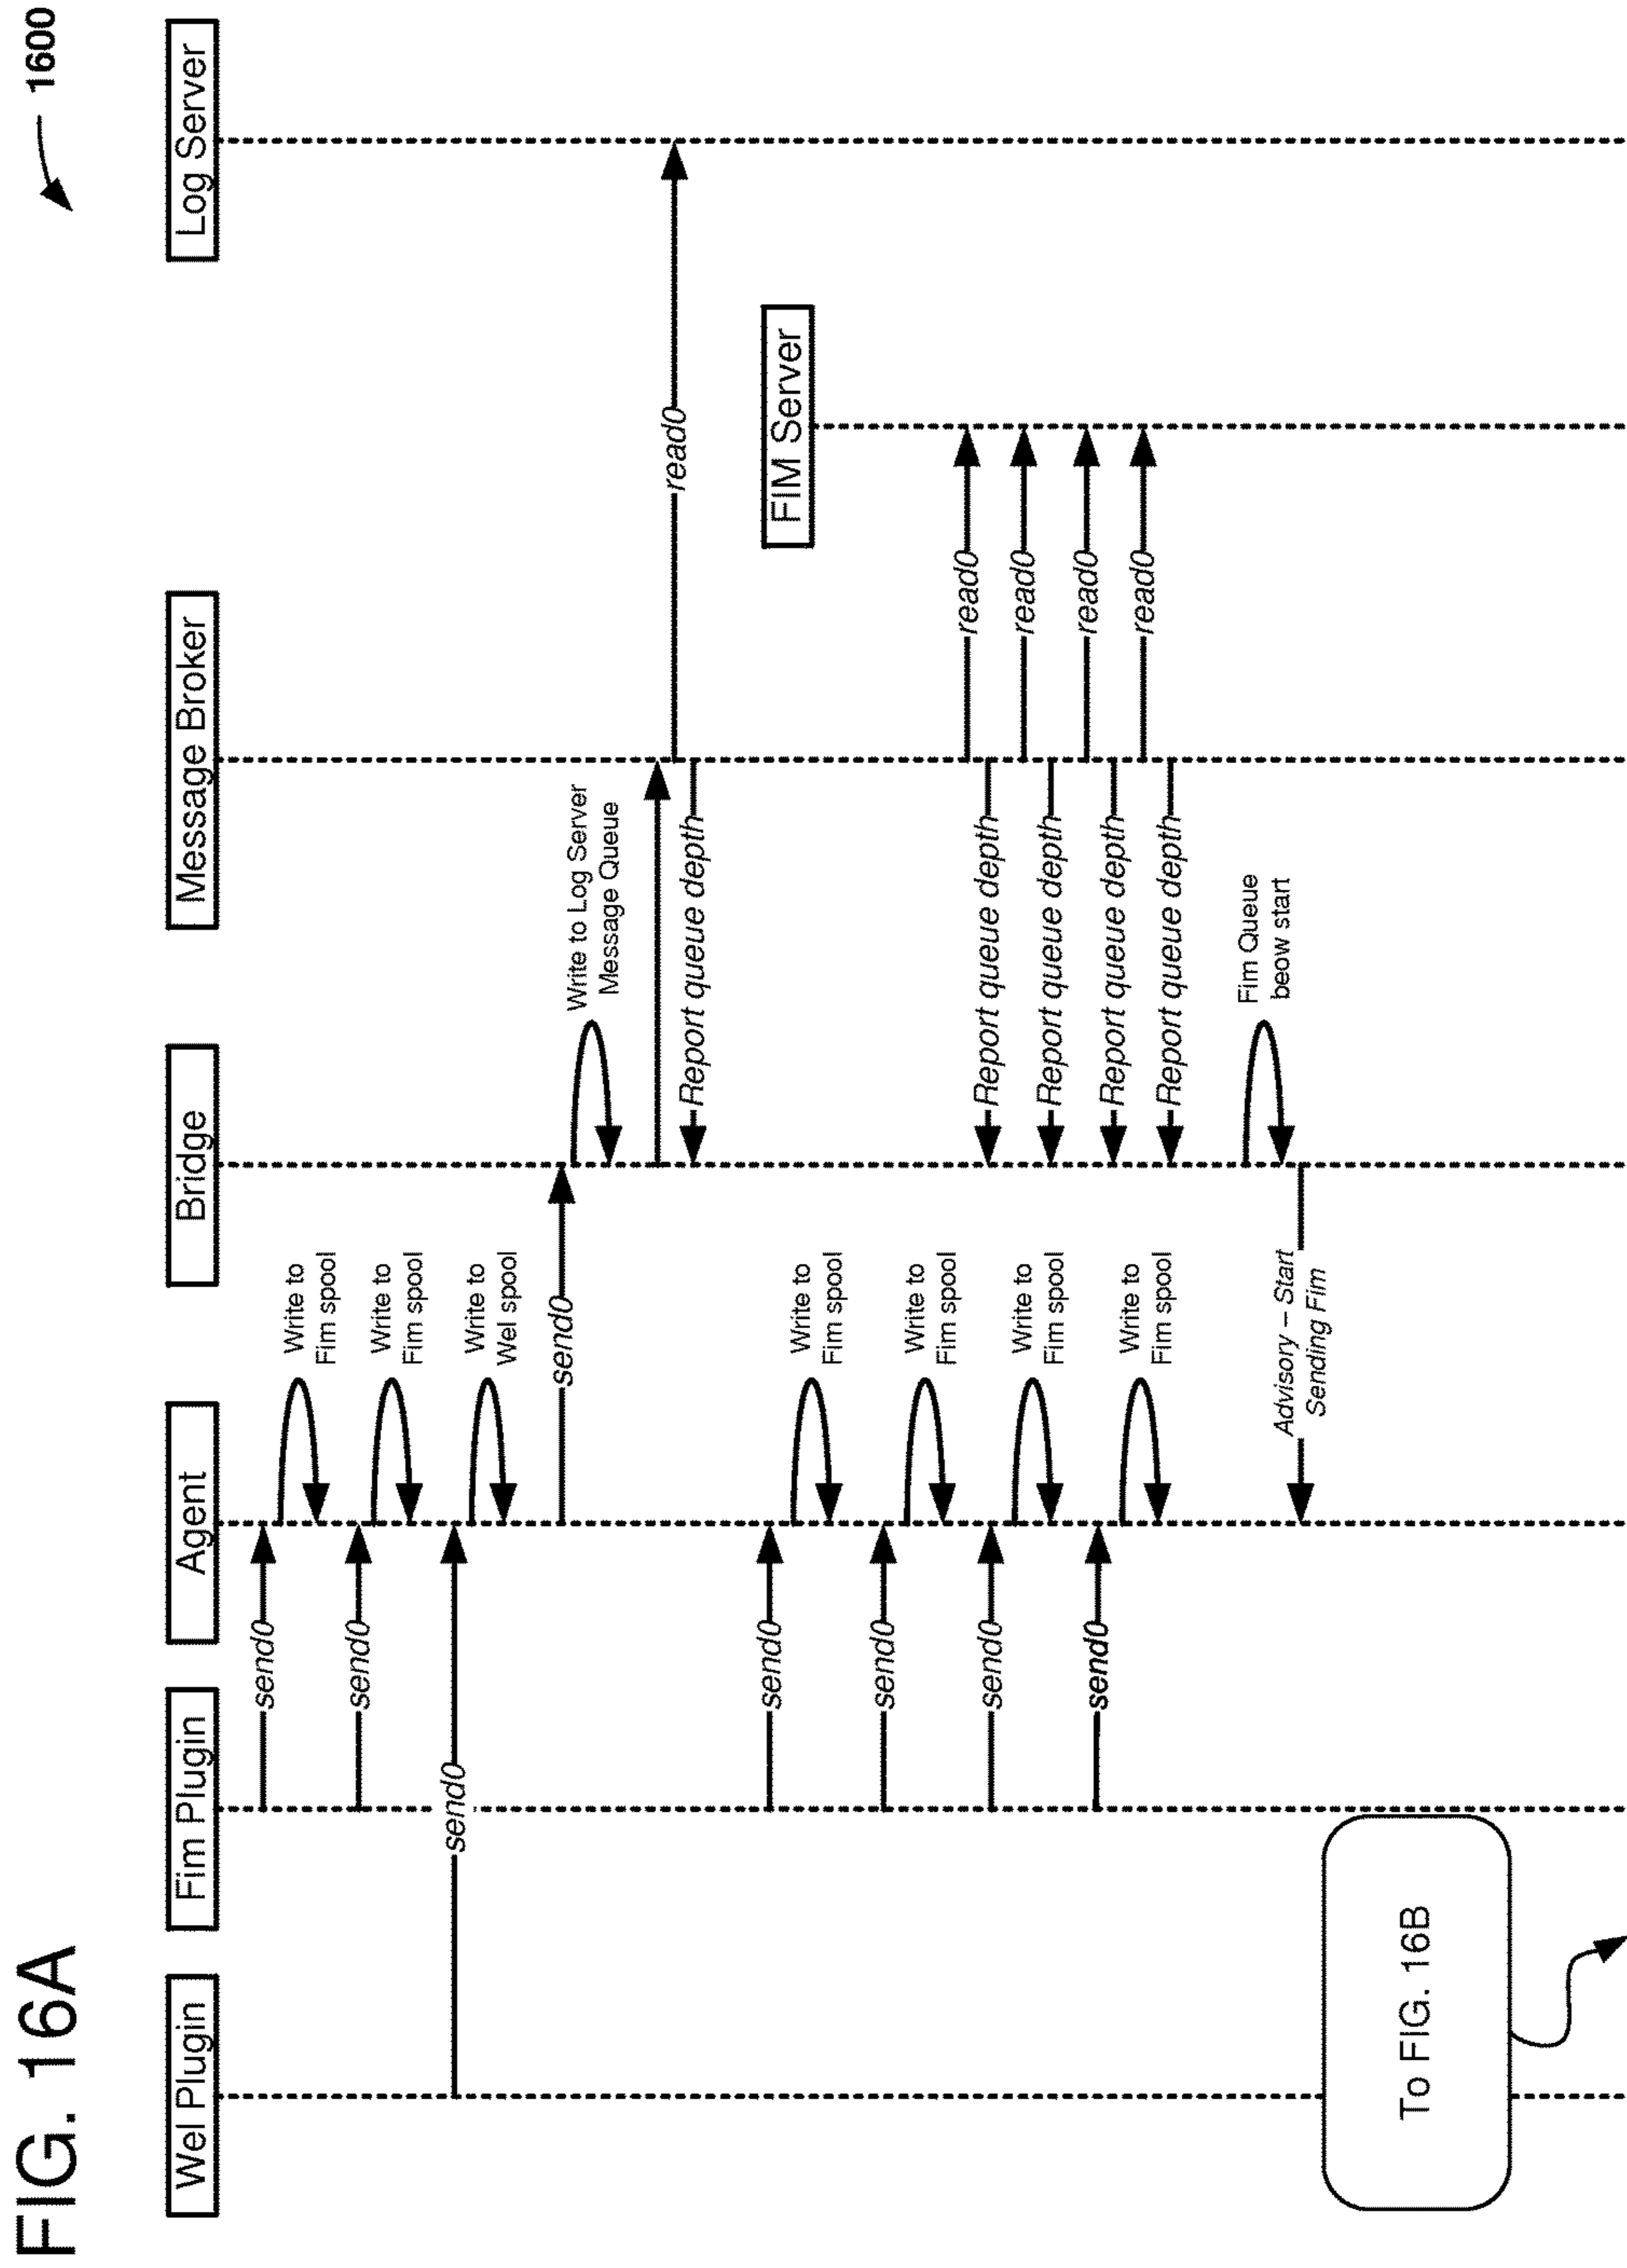 FIG. 16A
1600
Wel Plugin
Fim Plugin
Agent
Bridge
Message Broker
Log Server
send0
Write to
Fim spool
send0
Write to
Fim spool
send0
Write to
Wel spool
send0
Write to Log Server
Message Queue
read0
Report queue depth
FIM Server
send0
Write to
Fim spool
send0
Write to
Fim spool
send0
Write to
Fim spool
send0
Write to
Fim spool
read0
Report queue depth
read0
Report queue depth
read0
Report queue depth
read0
Report queue depth
Fim Queue
beow start
Advisory – Start
Sending Fim
To FIG. 16B